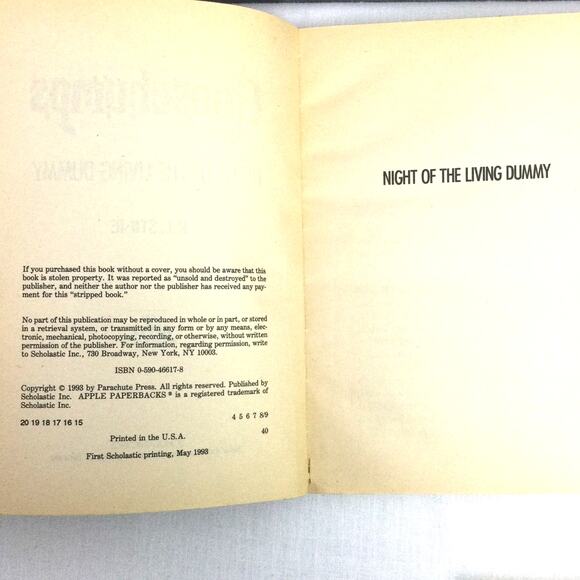 If you purchased this book without a cover, you should be aware that this
book is stolen property. It was reported as "unsold and destroyed" to the
publisher, and neither the author nor the publisher has received any pay-
ment for this "stripped book."
No part of this publication may be reproduced in whole or in part, or stored
in a retrieval system, or transmitted in any form or by any means, elec-
tronic, mechanical, photocopying, recording, or otherwise, without written
permission of the publisher. For information, regarding permission, write
to Scholastic Inc., 730 Broadway, New York, NY 10003.
ISBN 0-590-46617-8
Copyright © 1993 by Parachute Press. All rights reserved. Published by
Scholastic Inc. APPLE PAPERBACKS ® is a registered trademark of
Scholastic Inc.
20 19 18 17 16 15 4 5 6 7 8/9
Printed in the U.S.A. 40
First Scholastic printing, May 1993
NIGHT OF THE LIVING DUMMY